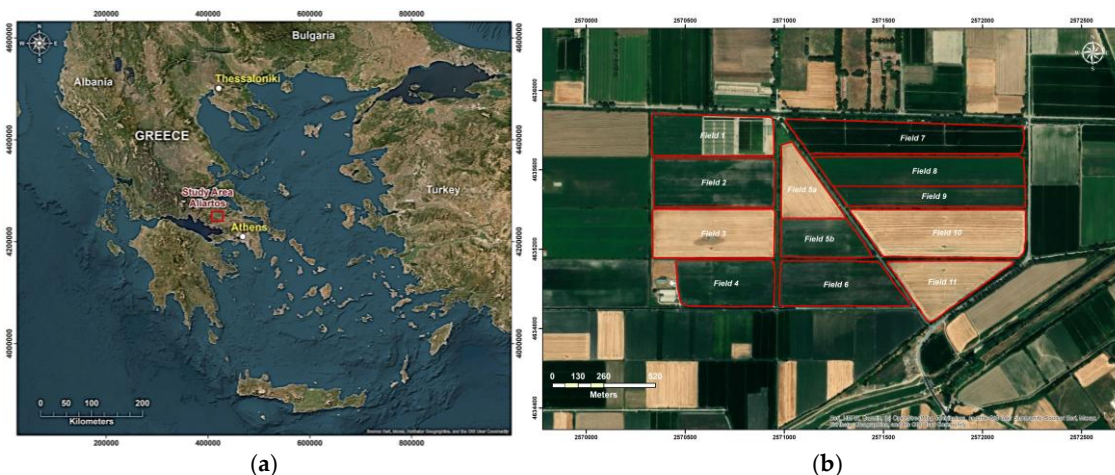 200000 400000 600000 800000
4600000
4400000
4200000
4000000
N
W E
S
Bulgaria
Albania
Thessaloniki
GREECE
Turkey
Study Area
Aliartos
Athens
0 50 100 200
Kilometers
200000 400000 600000 800000
(a)
2570000 2570500 2571000 2571500 2572000 2572500
Field 1
Field 7
Field 2
Field 5a
Field 8
Field 9
Field 3
Field 5b
Field 10
Field 4
Field 6
Field 11
4635600
4635200
4634800
0 130 260 520
Meters
2570000 2570500 2571000 2571500 2572000 2572500
(b)